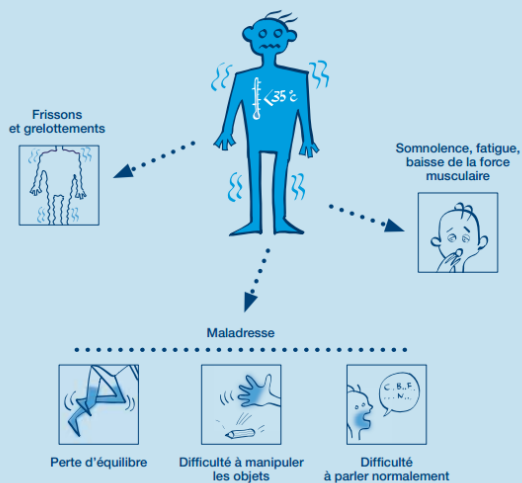 <35°c
Frissons
et grelottements
Somnolence, fatigue,
baisse de la force
musculaire
Maladresse
C..B..F.
...N...
Perte d'équilibre
Difficulté à manipuler
les objets
Difficulté
à parler normalement